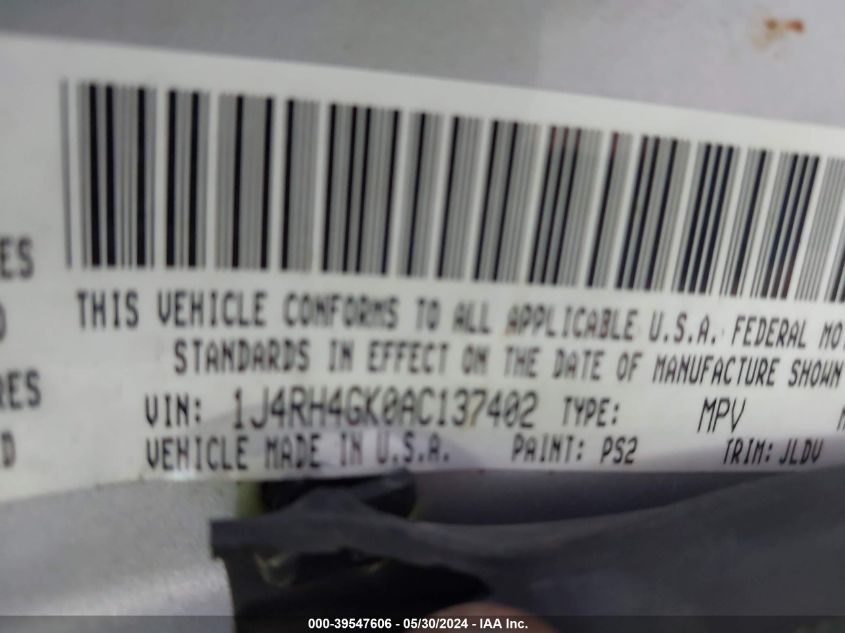 THIS VEHICLE CONFORMS TO ALL APPLICABLE U.S.A. FEDERAL
STANDARDS IN EFFECT ON THE DATE OF MANUFACTURE SHOWN
VIN: 1J4RH4GK0AC137402 TYPE: MPV
VEHICLE MADE IN U.S.A. PAINT: PS2 TRIM: JLDV
000-39547606 - 05/30/2024 - IAA Inc.